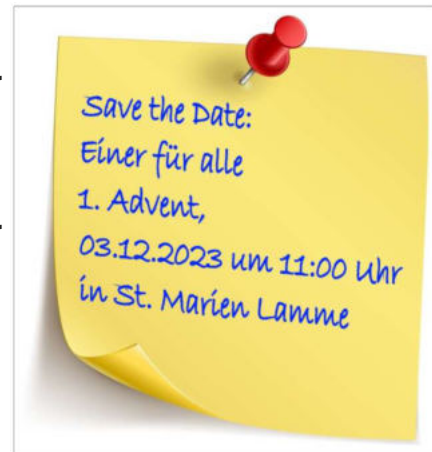 Save the Date:
Einer für alle
1. Advent,
03.12.2023 um 11:00 Uhr
in St. Marien Lamme